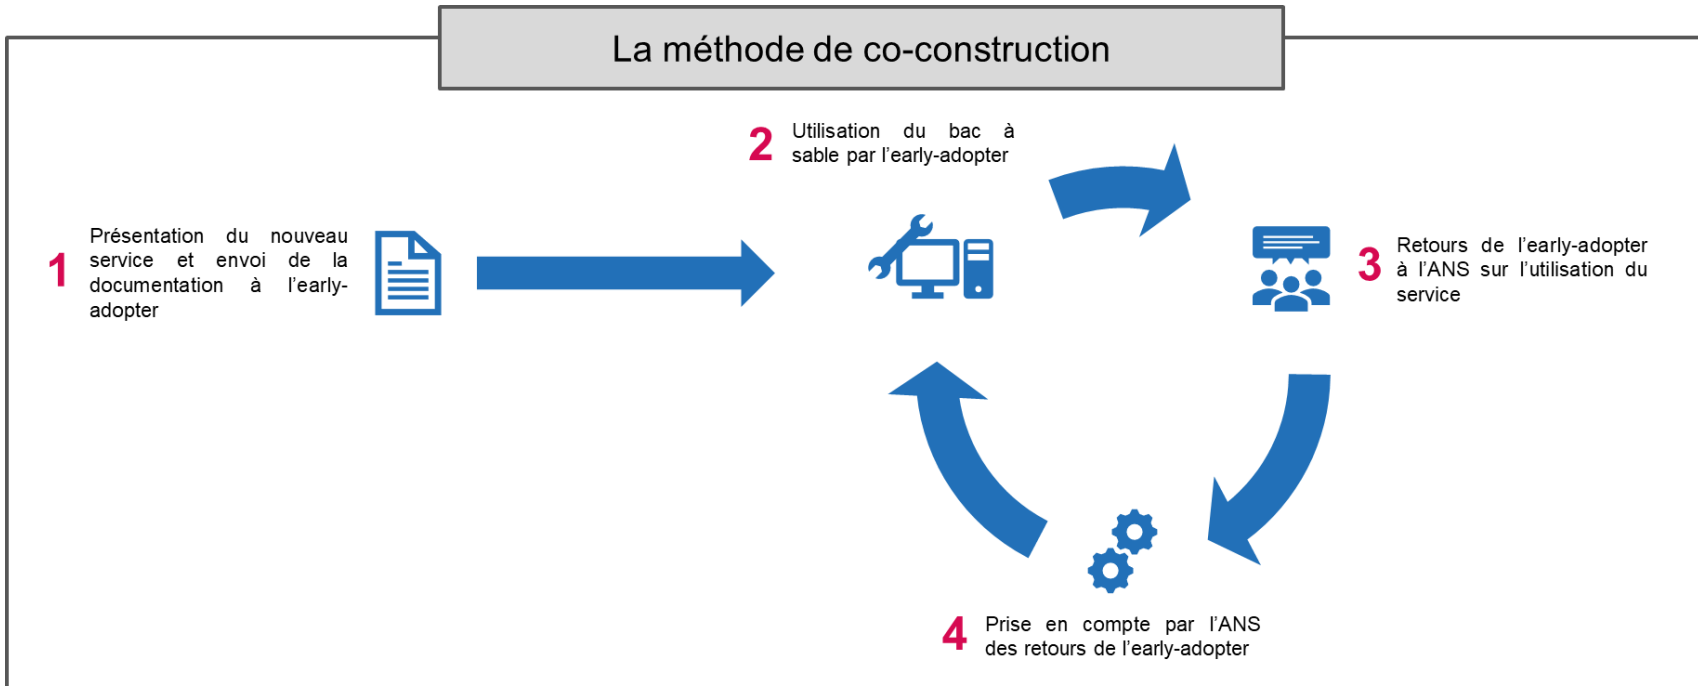 La méthode de co-construction
1
Présentation du nouveau
service et envoi de la
documentation à l'early-
adopter
2
Utilisation du bac à
sable par l'early-adopter
3
Retours de l'early-adopter
à l'ANS sur l'utilisation du
service
4
Prise en compte par l'ANS
des retours de l'early-adopter